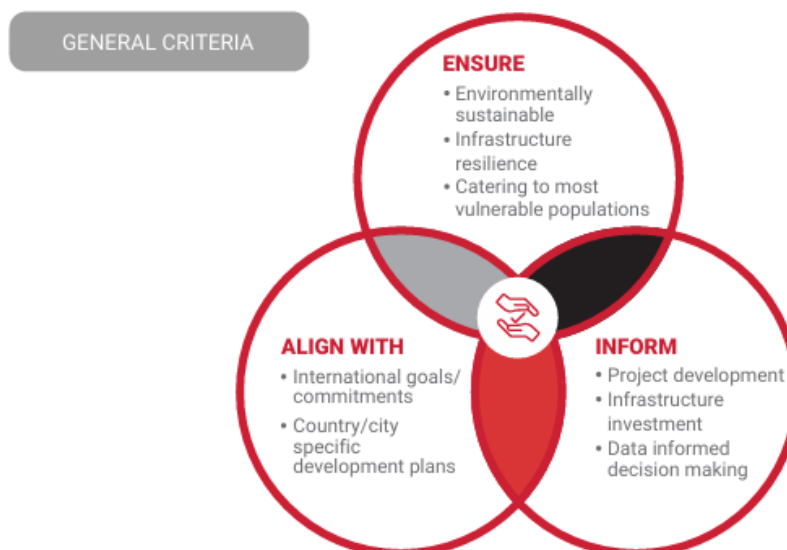 GENERAL CRITERIA
ENSURE
• Environmentally
sustainable
• Infrastructure
resilience
• Catering to most
vulnerable populations
ALIGN WITH
• International goals/
commitments
• Country/city
specific
development plans
INFORM
• Project development
• Infrastructure
investment
• Data informed
decision making